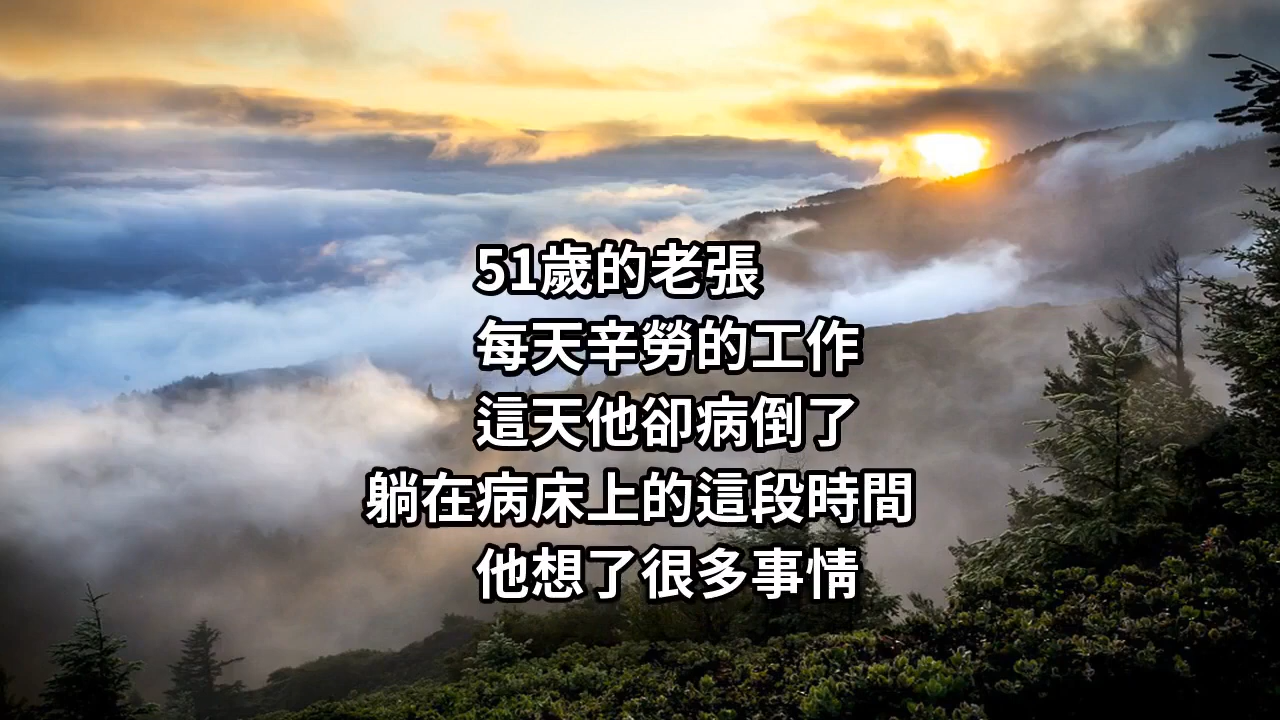 51歲的老張
每天辛勞的工作
這天他卻病倒了
躺在病床上的這段時間
他想了很多事情